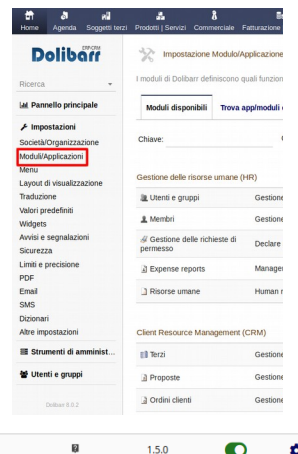 Home Agenda Soggetti terzi Prodotti | Servizi Commerciale Fatturazione
Dolibarr ERP/CRM
Ricerca
Pannello principale
Impostazioni
Società/Organizzazione
Moduli/Applicazioni
Menu
Layout di visualizzazione
Traduzione
Valori predefiniti
Widgets
Avvisi e segnalazioni
Sicurezza
Limiti e precisione
PDF
Email
SMS
Dizionari
Altre impostazioni
Strumenti di amminist...
Utenti e gruppi
Dolibarr 8.0.2
Impostazione Modulo/Applicazione
I moduli di Dolibarr definiscono quali funzion
Moduli disponibili Trova app/moduli
Chiave:
Gestione delle risorse umane (HR)
Utenti e gruppi Gestione
Membri Gestione
Gestione delle richieste di permesso Declare
Expense reports Manage
Risorse umane Human
Client Resource Management (CRM)
Terzi Gestione
Proposte Gestione
Ordini clienti Gestione
1.5.0